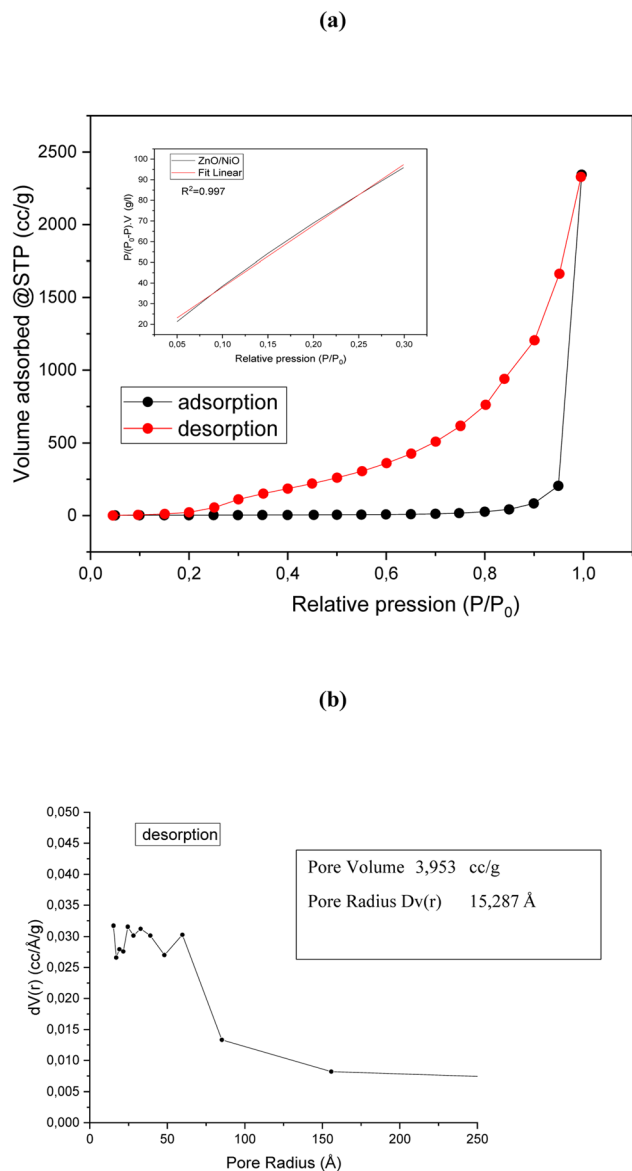 (a)
Volume adsorbed @STP (cc/g)
2500
2000
1500
1000
500
0
0,0
0,2
0,4
0,6
0,8
1,0
Relative pression (P/P₀)
P/(P₀-P).V (g/l)
100
90
80
70
60
50
40
30
20
ZnO/NiO
Fit Linear
R²=0.997
0,05
0,10
0,15
0,20
0,25
0,30
Relative pression (P/P₀)
adsorption
desorption
(b)
dV(r) (cc/Å/g)
0,050
0,045
0,040
0,035
0,030
0,025
0,020
0,015
0,010
0,005
0,000
desorption
Pore Volume 3,953 cc/g
Pore Radius Dv(r) 15,287 Å
0
50
100
150
200
250
Pore Radius (Å)